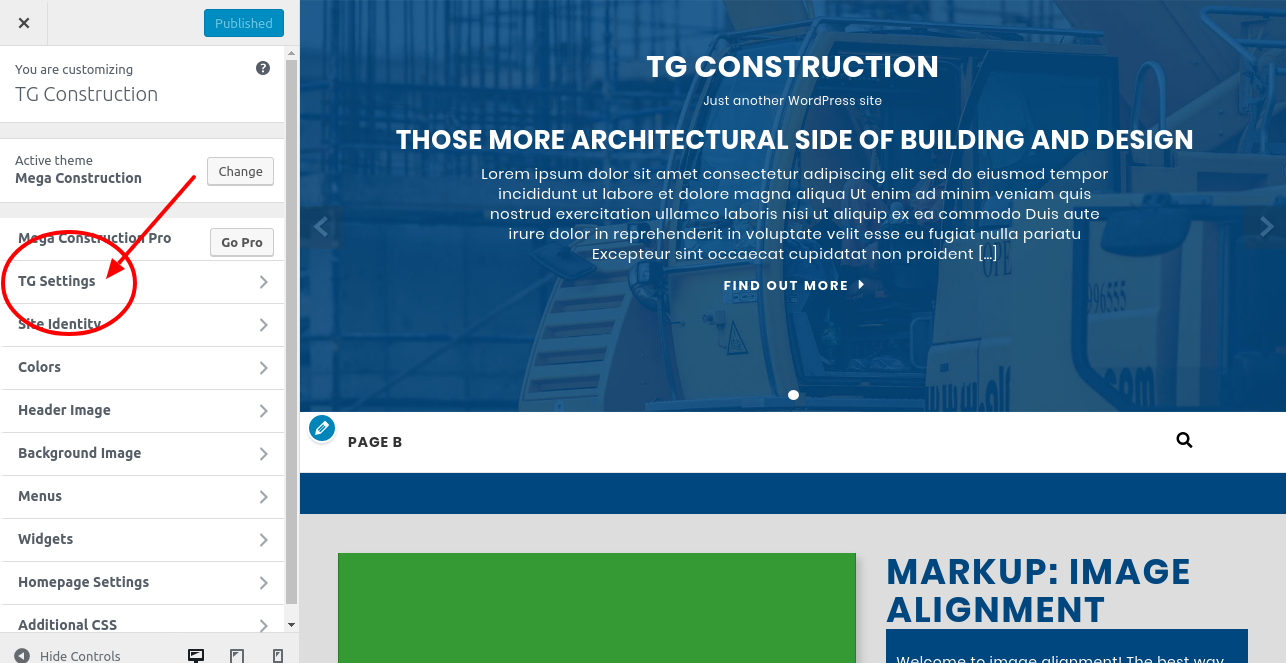 Published
You are customizing
TG Construction
Active theme
Mega Construction
Change
Mega Construction Pro
Go Pro
TG Settings
Site Identity
Colors
Header Image
Background Image
Menus
Widgets
Homepage Settings
Additional CSS
Hide Controls
TG CONSTRUCTION
Just another WordPress site
THOSE MORE ARCHITECTURAL SIDE OF BUILDING AND DESIGN
Lorem ipsum dolor sit amet consectetur adipiscing elit sed do eiusmod tempor
incididunt ut labore et dolore magna aliqua Ut enim ad minim veniam quis
nostrud exercitation ullamco laboris nisi ut aliquip ex ea commodo Duis aute
irure dolor in reprehenderit in voluptate velit esse eu fugiat nulla pariatu
Excepteur sint occaecat cupidatat non proident [...]
FIND OUT MORE
PAGE B
MARKUP: IMAGE
ALIGNMENT
Welcome to image alignment! The best way